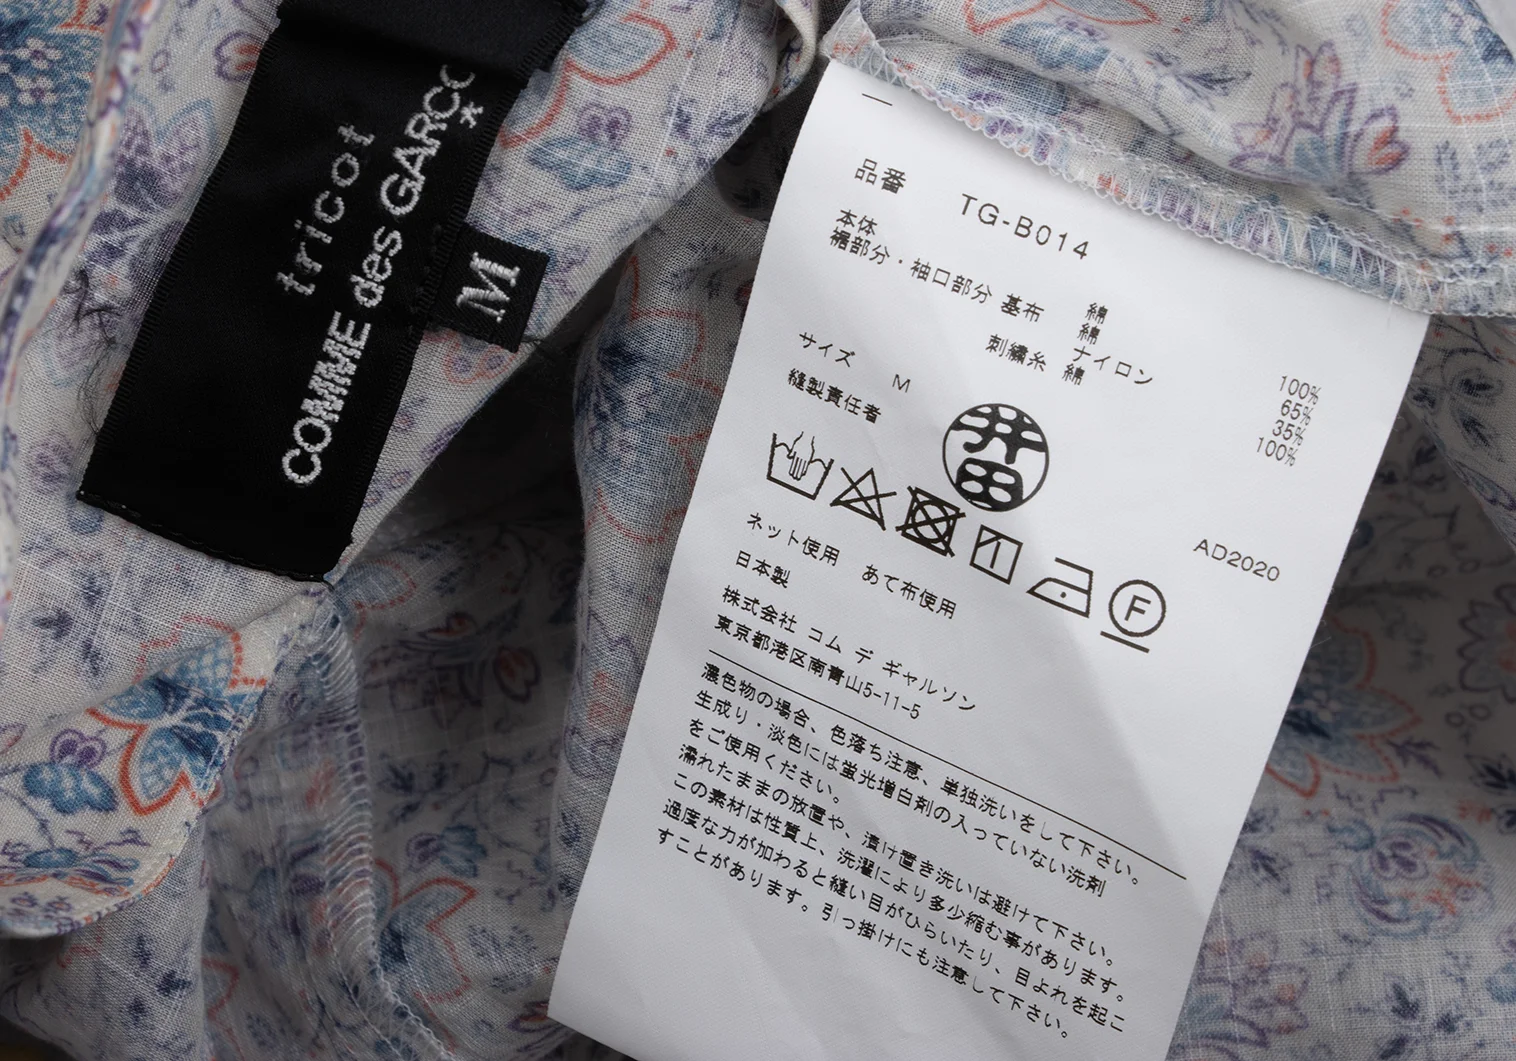 tricot
COMME des GARÇO
*
M
品番 TG-B014
本体 綿 100%
裾部分・袖口部分 基布 綿 65%
ナイロン 35%
刺繍糸 綿 100%
サイズ M
縫製責任者
井田
AD2020
F
ネット使用 あて布使用
日本製
株式会社 コム デ ギャルソン
東京都港区南青山5-11-5
濃色物の場合、色落ち注意、単独洗いをして下さい。
生成り・淡色には蛍光増白剤の入っていない洗剤
をご使用ください。
濡れたままの放置や、漬け置き洗いは避けて下さい。
この素材は性質上、洗濯により多少縮む事があります。
過度な力が加わると縫い目がひらいたり、目よれを起こ
すことがあります。引っ掛けにも注意して下さい。